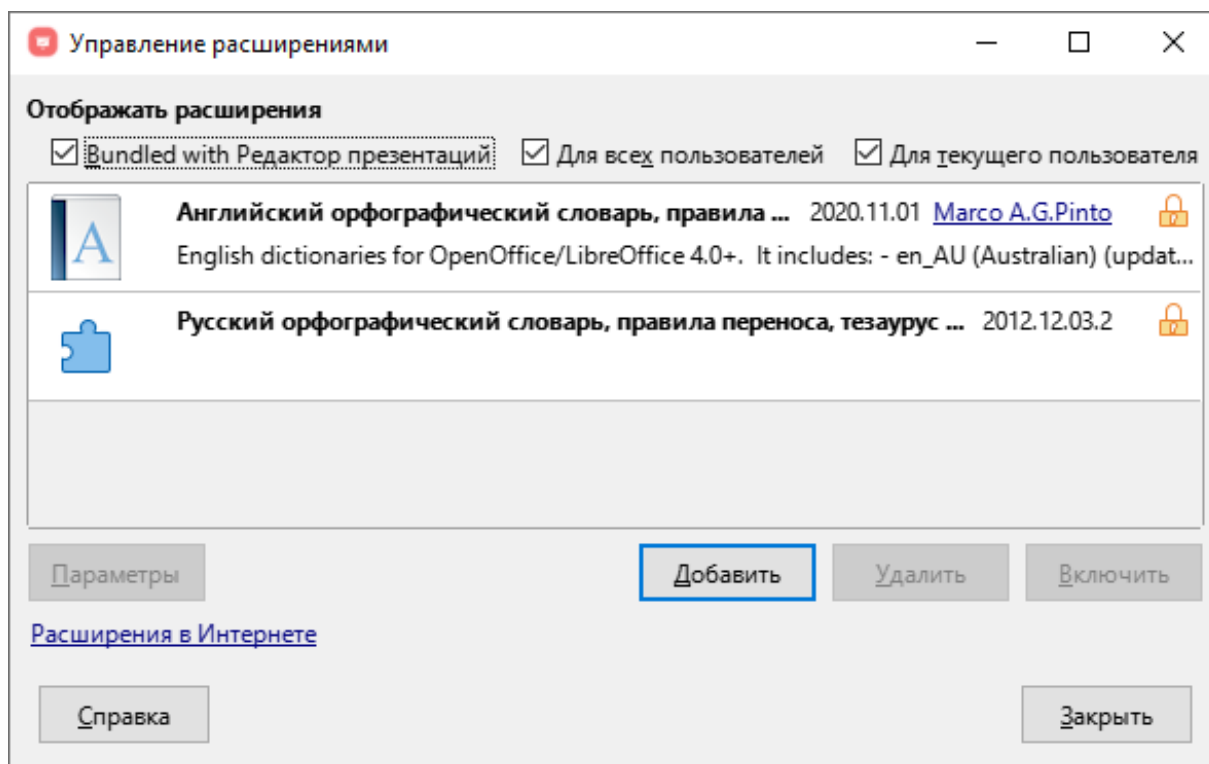 Управление расширениями
Отображать расширения
Bundled with Редактор презентаций Для всех пользователей Для текущего пользователя
Английский орфографический словарь, правила ... 2020.11.01 Marco A.G.Pinto
English dictionaries for OpenOffice/LibreOffice 4.0+. It includes: - en_AU (Australian) (updat...
Русский орфографический словарь, правила переноса, тезаурус ... 2012.12.03.2
Параметры Добавить Удалить Включить
Расширения в Интернете
Справка Закрыть